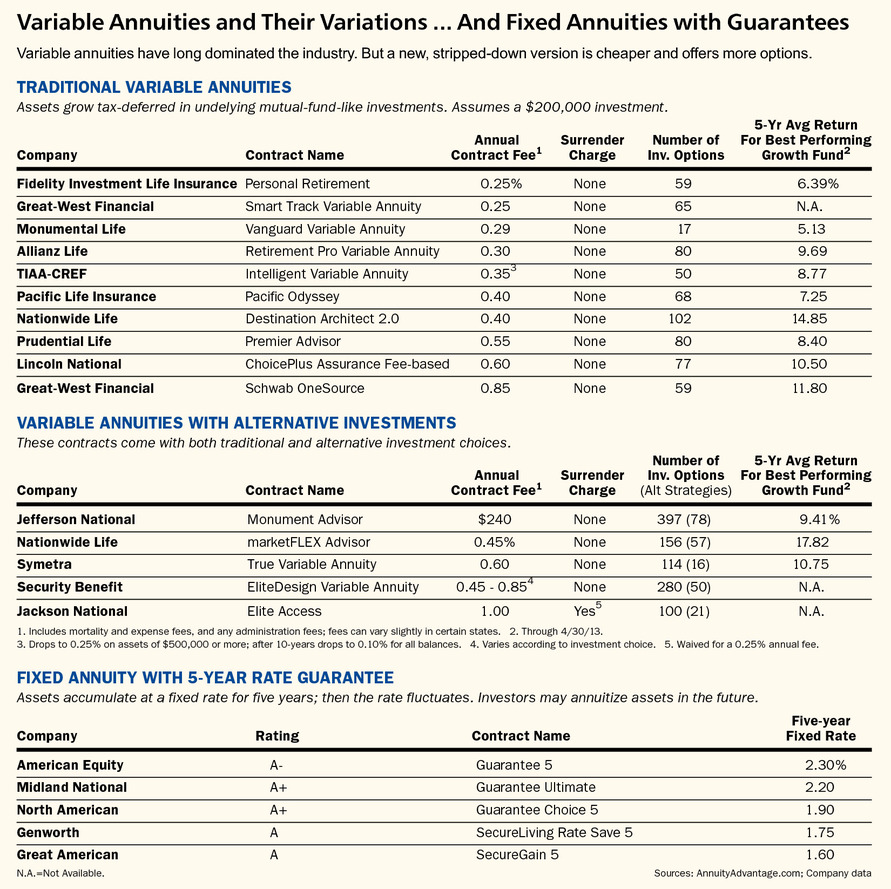 Variable Annuities and Their Variations ... And Fixed Annuities with Guarantees
Variable annuities have long dominated the industry. But a new, stripped-down version is cheaper and offers more options.
TRADITIONAL VARIABLE ANNUITIES
Assets grow tax-deferred in undelying mutual-fund-like investments. Assumes a $200,000 investment.
5-Yr Avg Return
Annual Surrender Number of For Best Performing
Company Contract Name Contract Fee1 Charge Inv. Options Growth Fund2
Fidelity Investment Life Insurance Personal Retirement 0.25% None 59 6.39%
Great-West Financial Smart Track Variable Annuity 0.25 None 65 N.A.
Monumental Life Vanguard Variable Annuity 0.29 None 17 5.13
Allianz Life Retirement Pro Variable Annuity 0.30 None 80 9.69
TIAA-CREF Intelligent Variable Annuity 0.353 None 50 8.77
Pacific Life Insurance Pacific Odyssey 0.40 None 68 7.25
Nationwide Life Destination Architect 2.0 0.40 None 102 14.85
Prudential Life Premier Advisor 0.55 None 80 8.40
Lincoln National ChoicePlus Assurance Fee-based 0.60 None 77 10.50
Great-West Financial Schwab OneSource 0.85 None 59 11.80
VARIABLE ANNUITIES WITH ALTERNATIVE INVESTMENTS
These contracts come with both traditional and alternative investment choices.
Number of 5-Yr Avg Return
Annual Surrender Inv. Options For Best Performing
Company Contract Name Contract Fee1 Charge (Alt Strategies) Growth Fund2
Jefferson National Monument Advisor $240 None 397 (78) 9.41%
Nationwide Life marketFLEX Advisor 0.45% None 156 (57) 17.82
Symetra True Variable Annuity 0.60 None 114 (16) 10.75
Security Benefit EliteDesign Variable Annuity 0.45 - 0.854 None 280 (50) N.A.
Jackson National Elite Access 1.00 Yes5 100 (21) N.A.
1. Includes mortality and expense fees, and any administration fees; fees can vary slightly in certain states. 2. Through 4/30/13.
3. Drops to 0.25% on assets of $500,000 or more; after 10-years drops to 0.10% for all balances. 4. Varies according to investment choice. 5. Waived for a 0.25% annual fee.
FIXED ANNUITY WITH 5-YEAR RATE GUARANTEE
Assets accumulate at a fixed rate for five years; then the rate fluctuates. Investors may annuitize assets in the future.
Five-year
Company Rating Contract Name Fixed Rate
American Equity A- Guarantee 5 2.30%
Midland National A+ Guarantee Ultimate 2.20
North American A+ Guarantee Choice 5 1.90
Genworth A SecureLiving Rate Save 5 1.75
Great American A SecureGain 5 1.60
N.A.=Not Available. Sources: AnnuityAdvantage.com; Company data